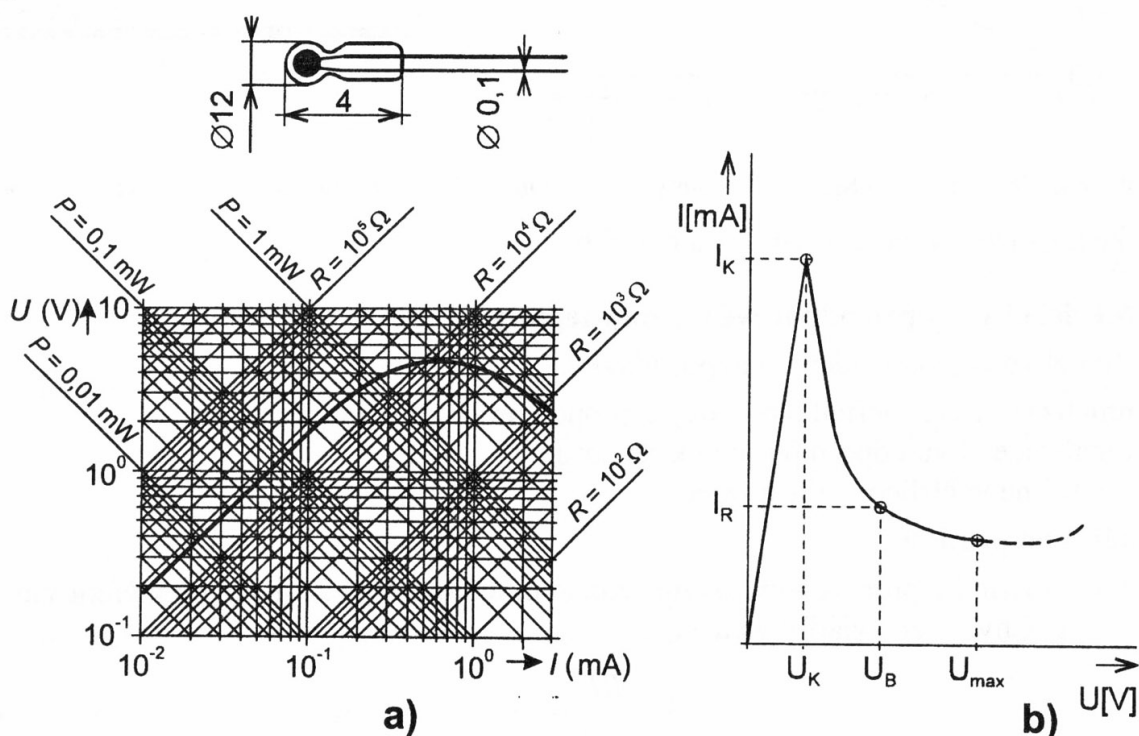 Ø12
4
Ø 0,1
P = 0,1 mW
P = 1 mW
R = 10⁵ Ω
R = 10⁴ Ω
U (V)
10
R = 10³ Ω
P = 0,01 mW
10⁰
R = 10² Ω
10⁻¹
10⁻²
10⁻¹
10⁰
I (mA)
a)
I[mA]
I_K
I_R
U_K
U_B
U_max
U[V]
b)